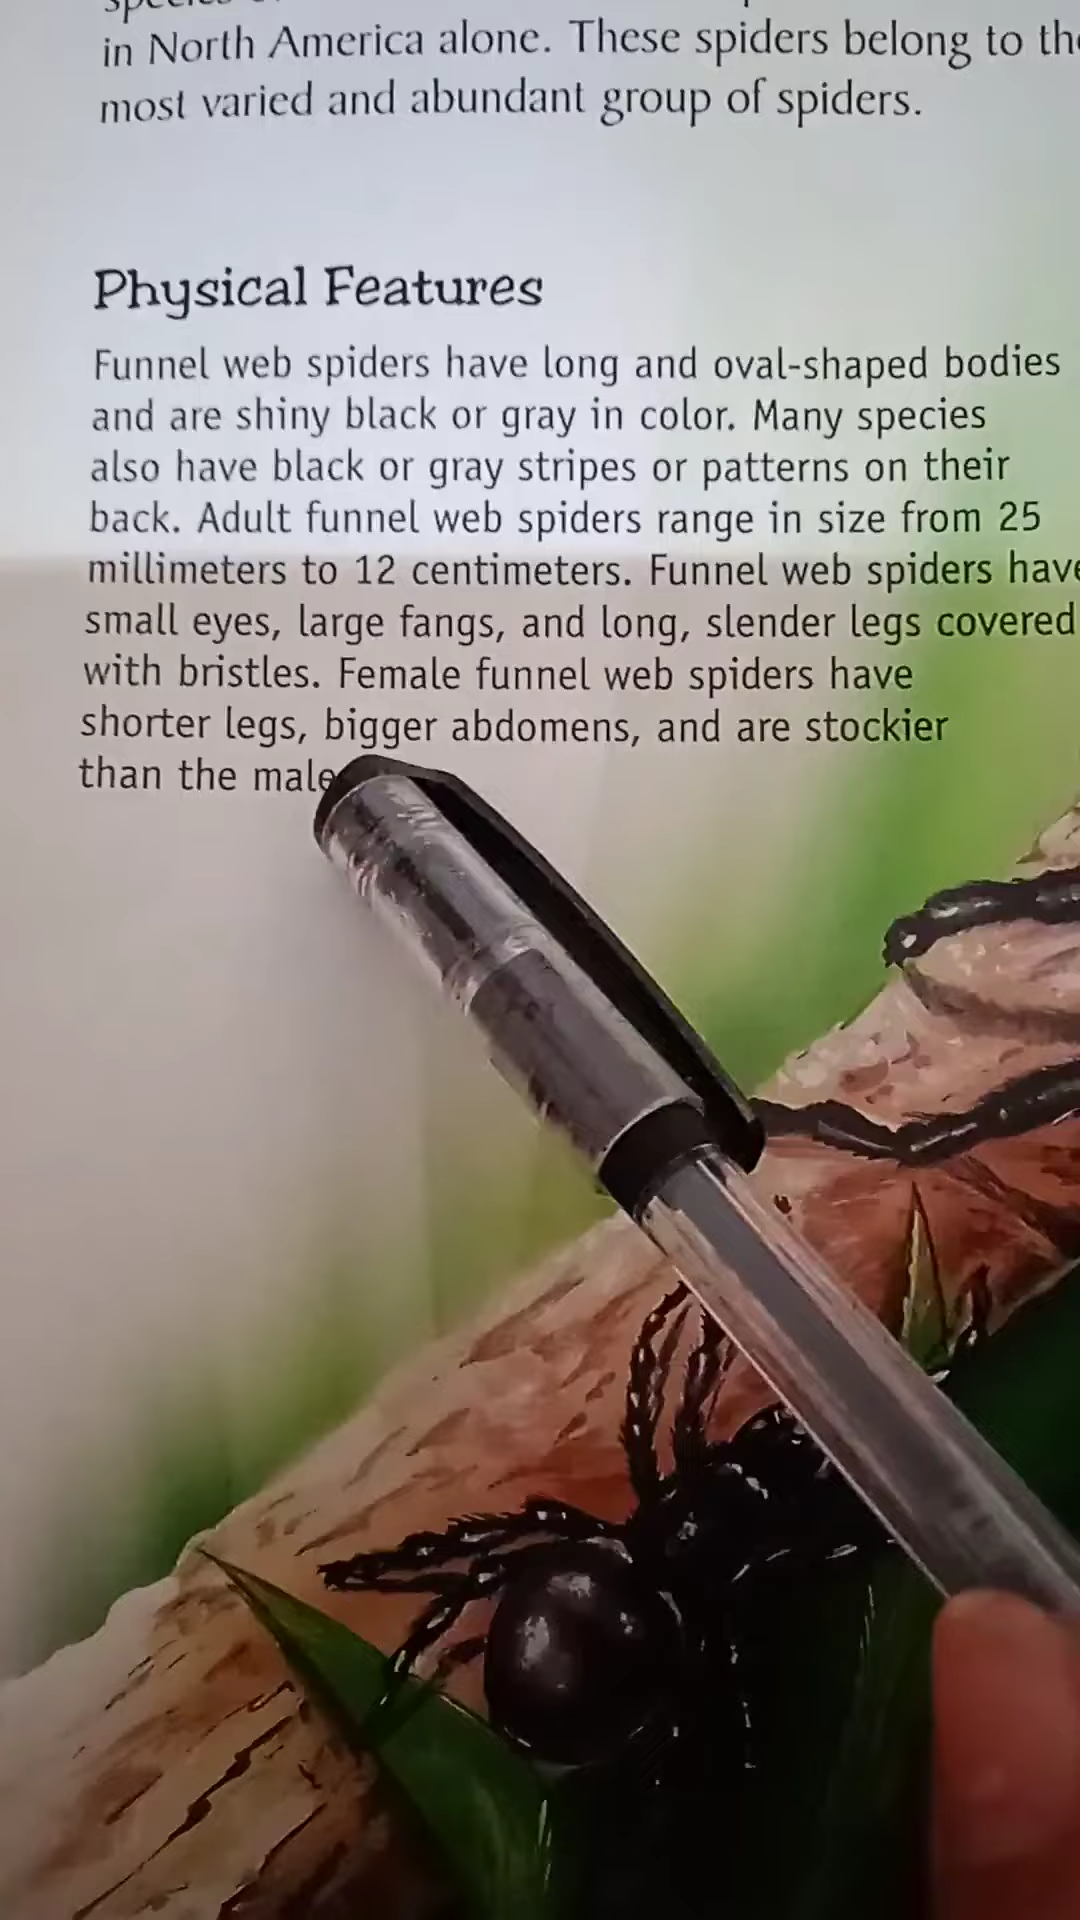 in North America alone. These spiders belong to the
most varied and abundant group of spiders.
Physical Features
Funnel web spiders have long and oval-shaped bodies
and are shiny black or gray in color. Many species
also have black or gray stripes or patterns on their
back. Adult funnel web spiders range in size from 25
millimeters to 12 centimeters. Funnel web spiders have
small eyes, large fangs, and long, slender legs covered
with bristles. Female funnel web spiders have
shorter legs, bigger abdomens, and are stockier
than the male